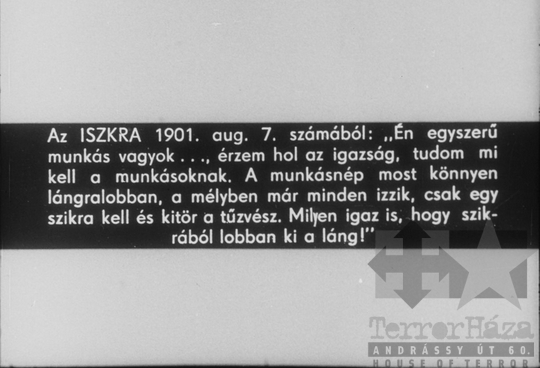 Az ISZKRA 1901. aug. 7. számából: „Én egyszerű
munkás vagyok . . ., érzem hol az igazság, tudom mi
kell a munkásoknak. A munkásnép most könnyen
lángralobban, a mélyben már minden izzik, csak egy
szikra kell és kitör a tűzvész. Milyen igaz is, hogy szik-
rából lobban ki a láng!”
TerrorHáza
ANDRÁSSY ÚT 60.
HOUSE OF TERROR